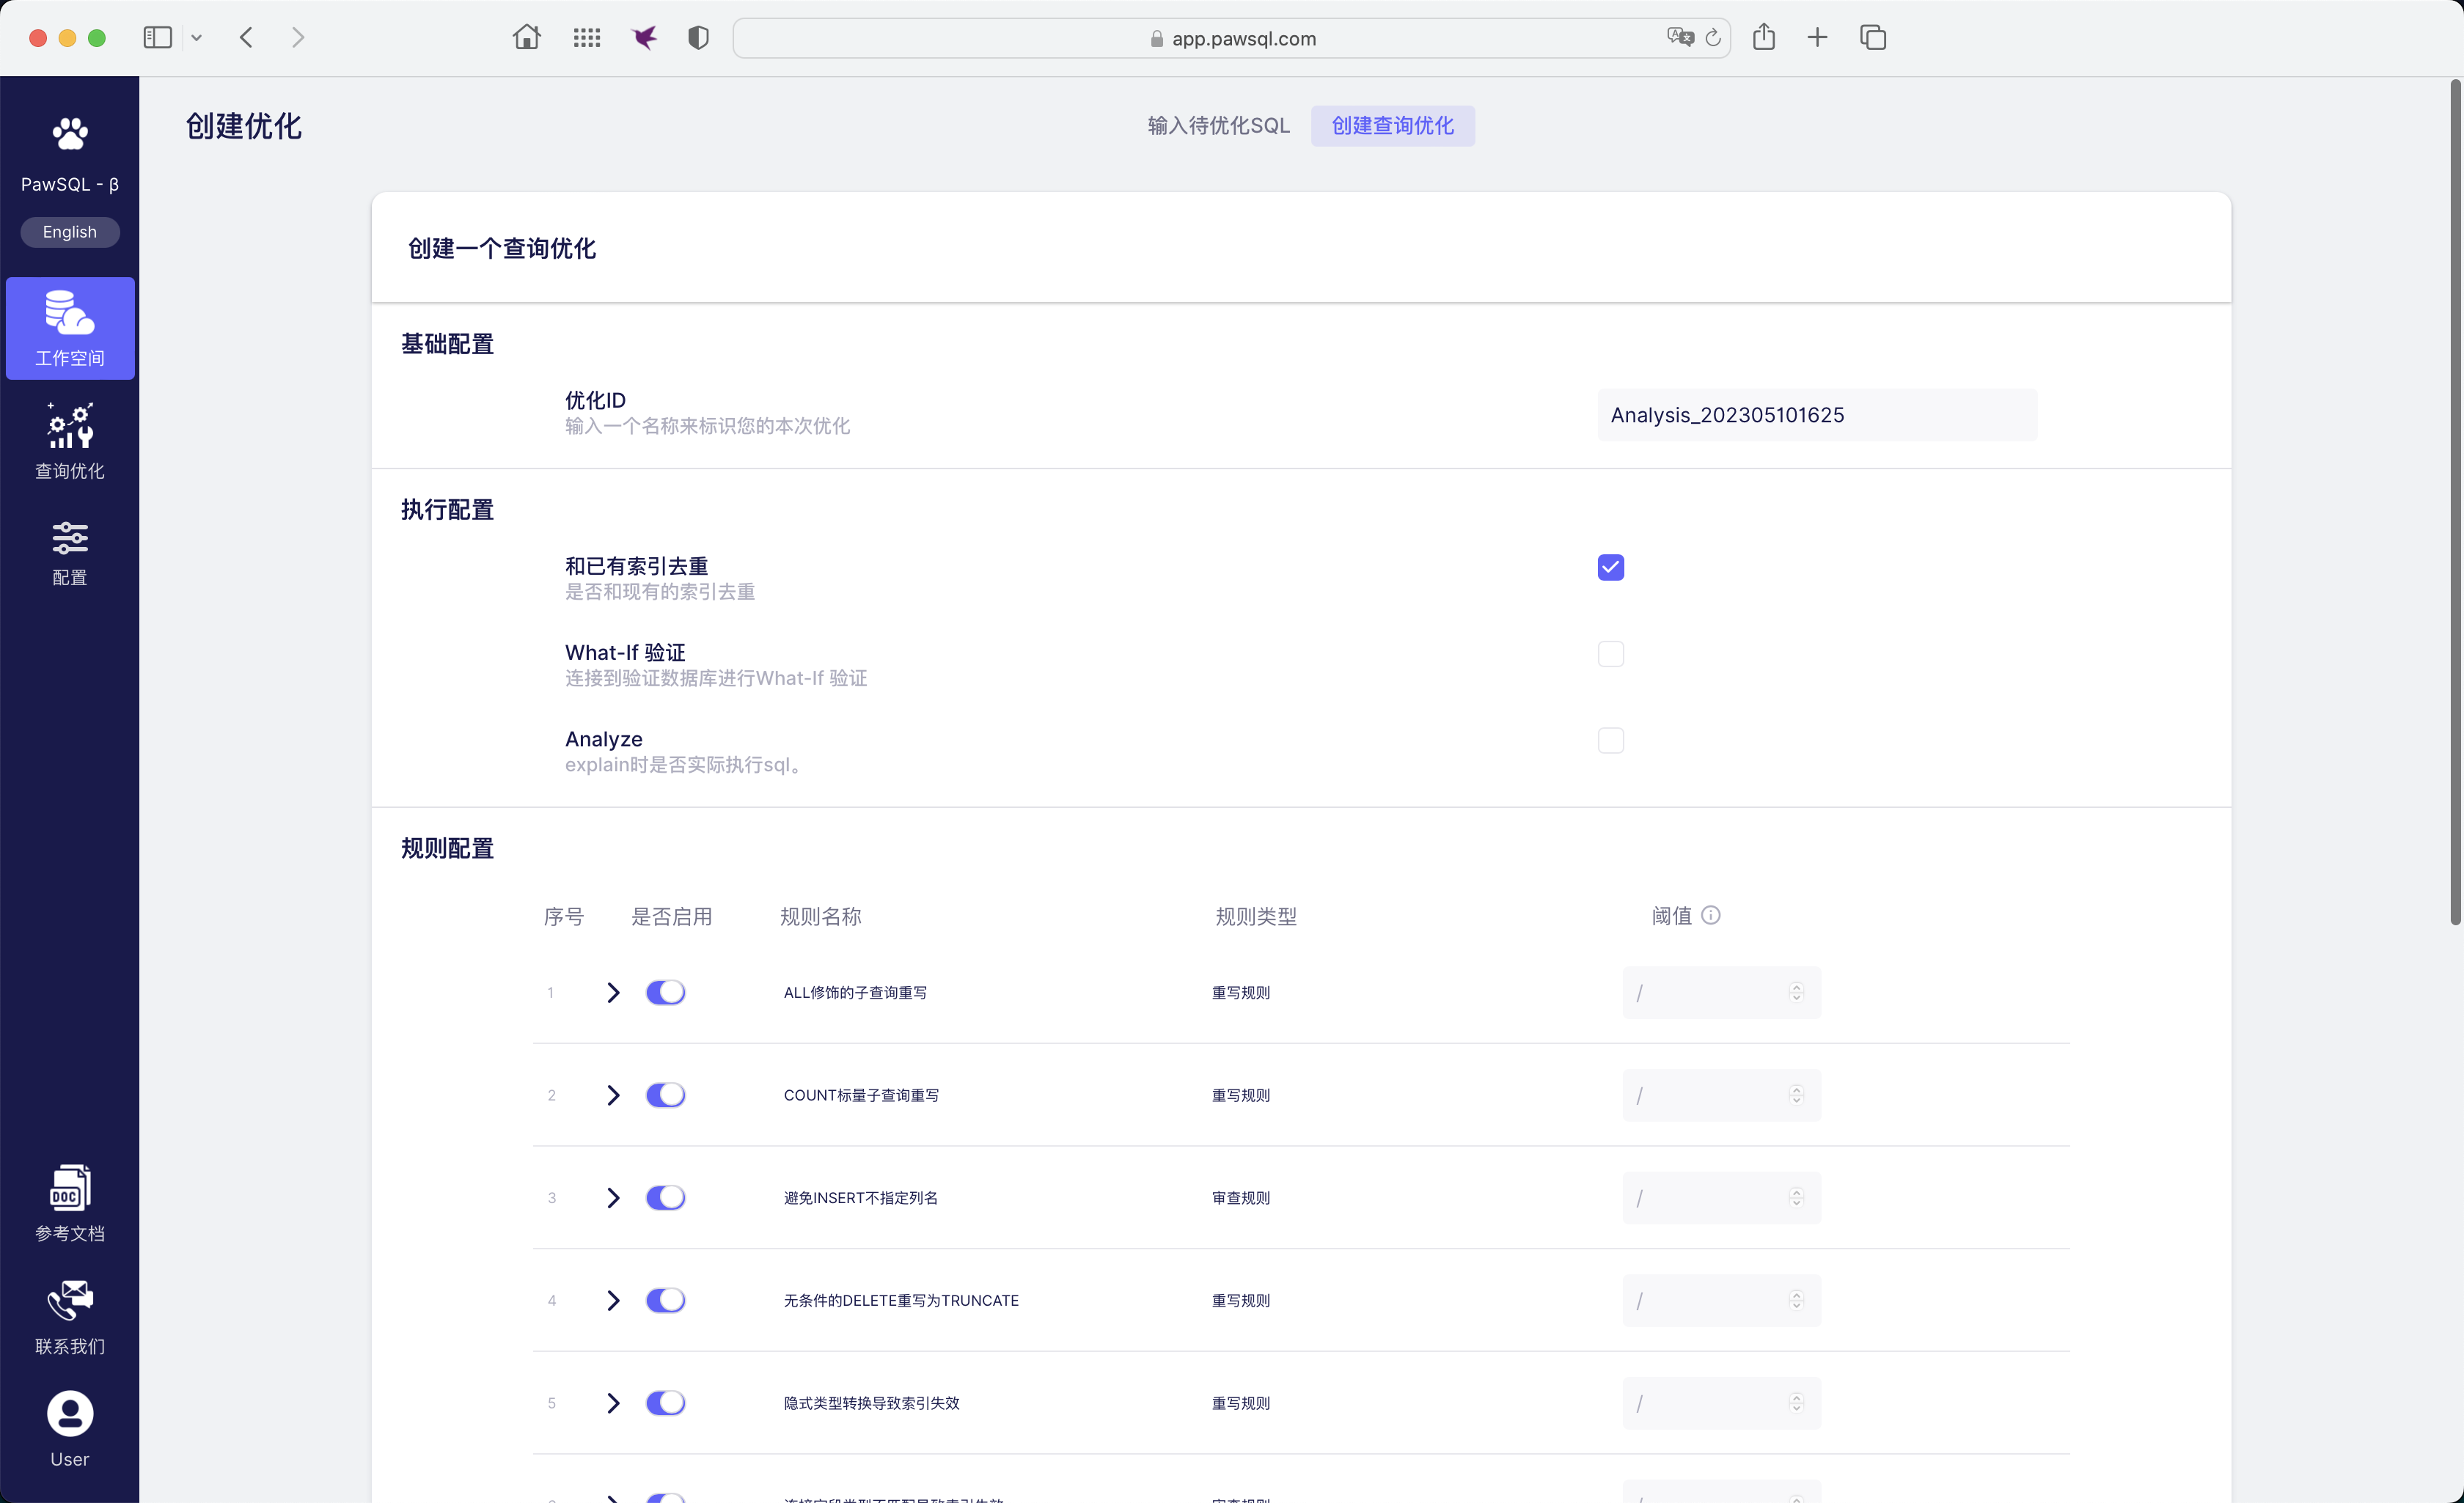 app.pawsql.com
PawSQL - β
English
工作空间
查询优化
配置
DOC
参考文档
联系我们
User
创建优化
输入待优化SQL 创建查询优化
创建一个查询优化
基础配置
优化ID
输入一个名称来标识您的本次优化
Analysis_202305101625
执行配置
和已有索引去重
是否和现有的索引去重
What-If 验证
连接到验证数据库进行What-If 验证
Analyze
explain时是否实际执行sql。
规则配置
序号 是否启用 规则名称 规则类型 阈值
1 ALL修饰的子查询重写 重写规则 /
2 COUNT标量子查询重写 重写规则 /
3 避免INSERT不指定列名 审查规则 /
4 无条件的DELETE重写为TRUNCATE 重写规则 /
5 隐式类型转换导致索引失效 重写规则 /